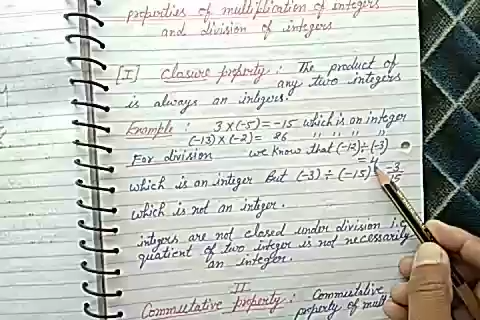 properties of multiplication of integers
and division of integers
[I] Closure property : The product of
any two integers
is always an integers.
Example : 3 × (-5) = -15 which is an integer
(-13) × (-2) = 26 " " " "
For division we know that (-12) ÷ (-3)
= 4
which is an integer But (-3) ÷ (-15) = -3/15
which is not an integer.
integers are not closed under division i.e
quatient of two integer is not necessarily
an integer.
II
Commutative property : Commutative
property of mult